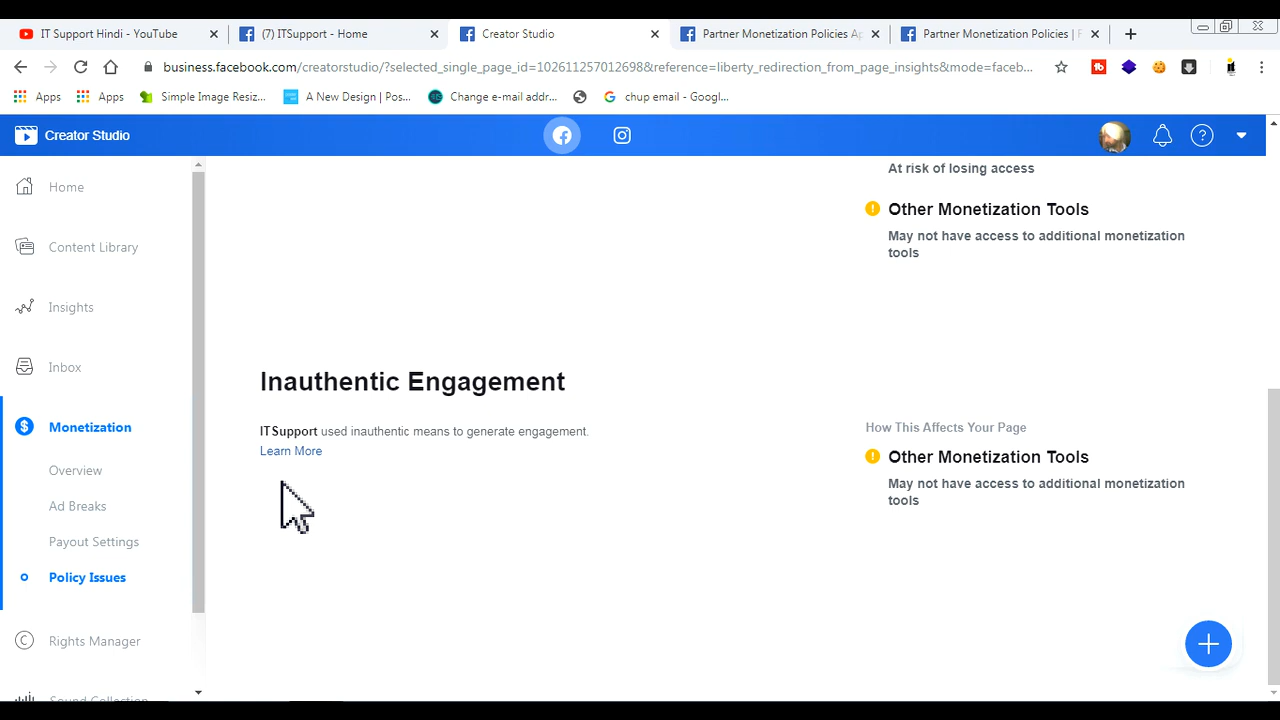 IT Support Hindi - YouTube
(7) ITSupport - Home
Creator Studio
Partner Monetization Policies Ap
Partner Monetization Policies | F
business.facebook.com/creatorstudio/?selected_single_page_id=102611257012698&reference=liberty_redirection_from_page_insights&mode=faceb...
Apps
Apps
Simple Image Resiz...
A New Design | Pos...
Change e-mail addr...
chup email - Googl...
Creator Studio
Home
Content Library
Insights
Inbox
Monetization
Overview
Ad Breaks
Payout Settings
Policy Issues
Rights Manager
Sound Collection
At risk of losing access
Other Monetization Tools
May not have access to additional monetization
tools
Inauthentic Engagement
ITSupport used inauthentic means to generate engagement.
Learn More
How This Affects Your Page
Other Monetization Tools
May not have access to additional monetization
tools